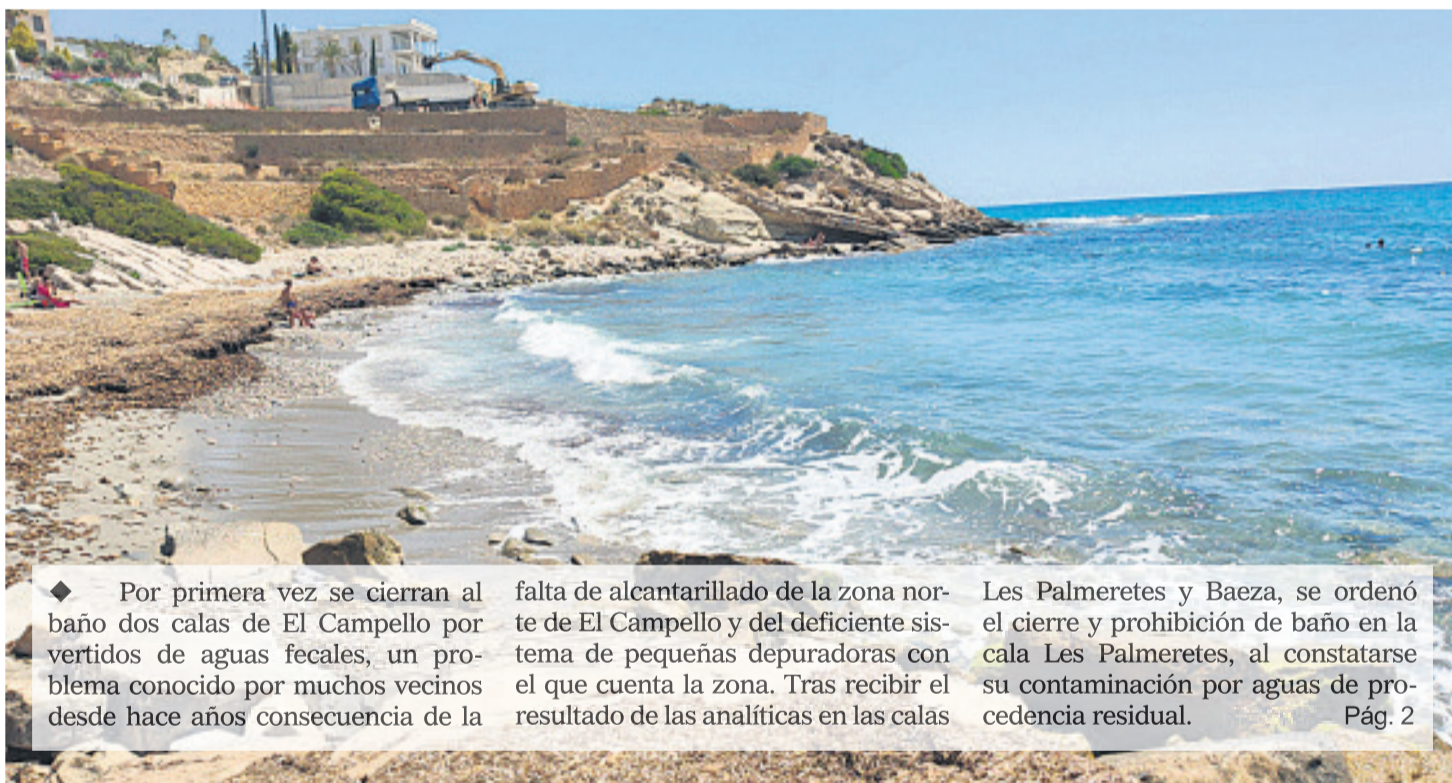 ◆ Por primera vez se cierran al
baño dos calas de El Campello por
vertidos de aguas fecales, un pro-
blema conocido por muchos vecinos
desde hace años consecuencia de la
falta de alcantarillado de la zona nor-
te de El Campello y del deficiente sis-
tema de pequeñas depuradoras con
el que cuenta la zona. Tras recibir el
resultado de las analíticas en las calas
Les Palmeretes y Baeza, se ordenó
el cierre y prohibición de baño en la
cala Les Palmeretes, al constatarse
su contaminación por aguas de pro-
cedencia residual. Pág. 2